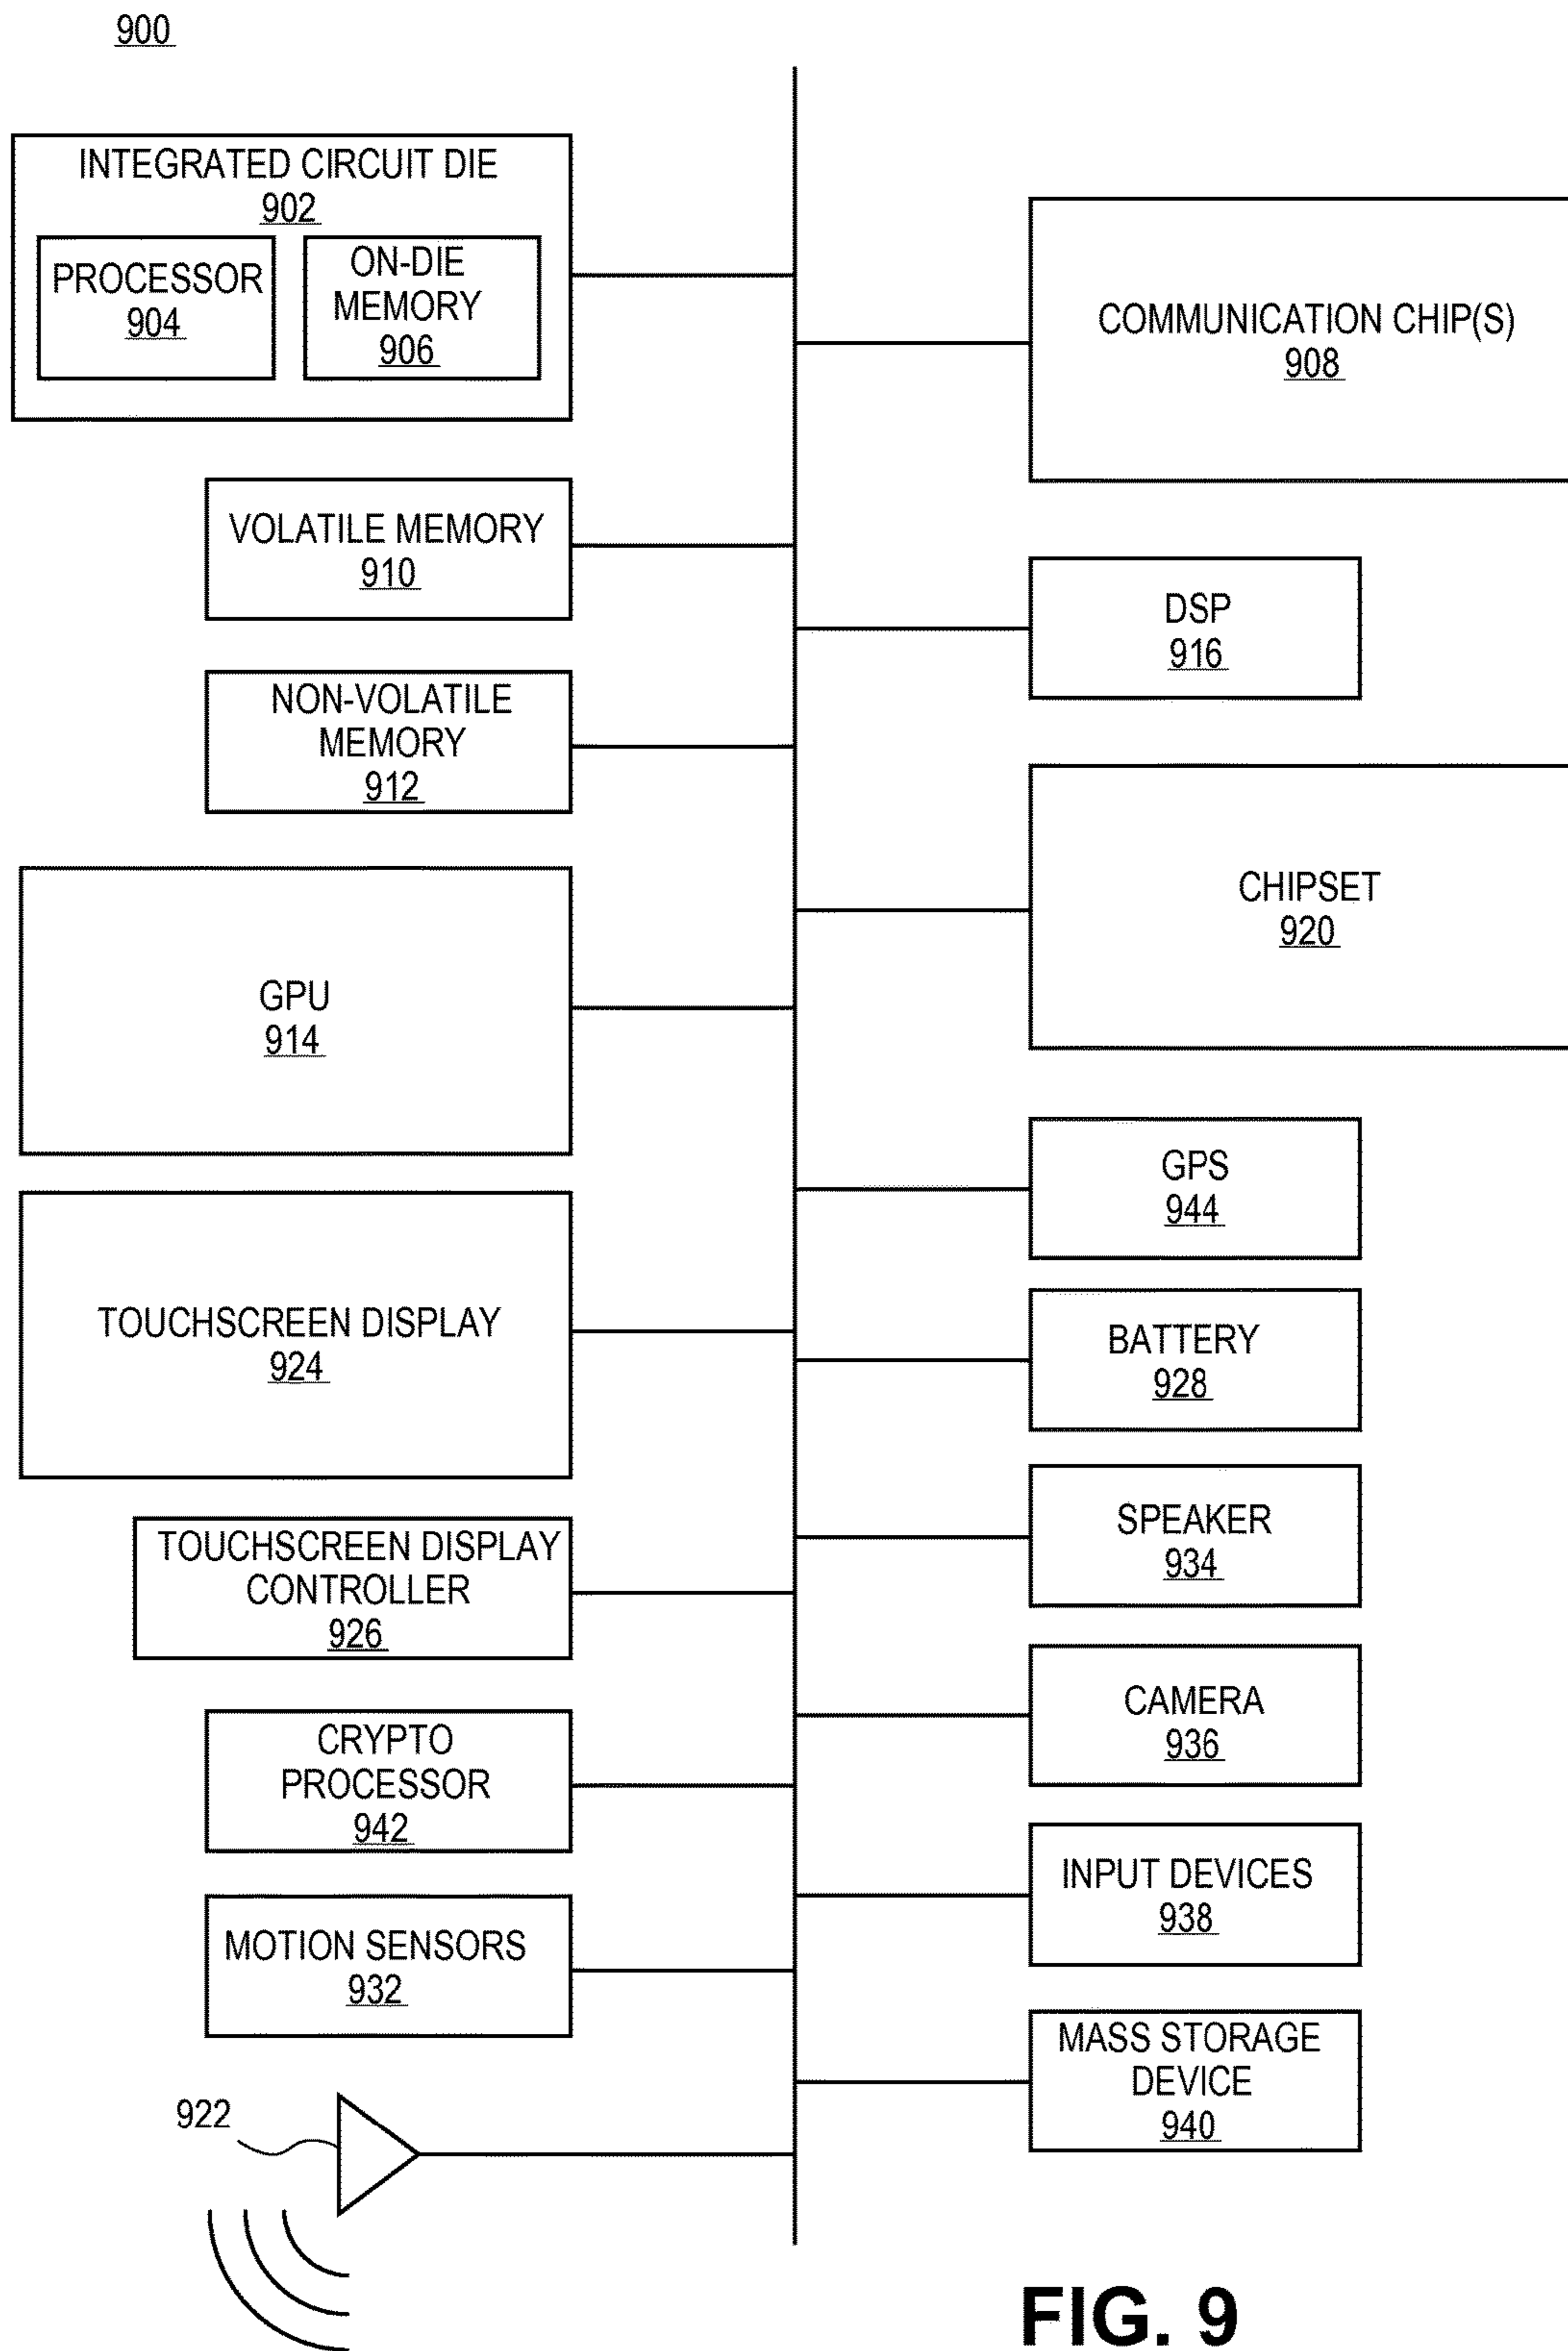 900
INTEGRATED CIRCUIT DIE
902
PROCESSOR
904
ON-DIE
MEMORY
906
VOLATILE MEMORY
910
NON-VOLATILE
MEMORY
912
GPU
914
TOUCHSCREEN DISPLAY
924
TOUCHSCREEN DISPLAY
CONTROLLER
926
CRYPTO
PROCESSOR
942
MOTION SENSORS
932
922
COMMUNICATION CHIP(S)
908
DSP
916
CHIPSET
920
GPS
944
BATTERY
928
SPEAKER
934
CAMERA
936
INPUT DEVICES
938
MASS STORAGE
DEVICE
940
FIG. 9